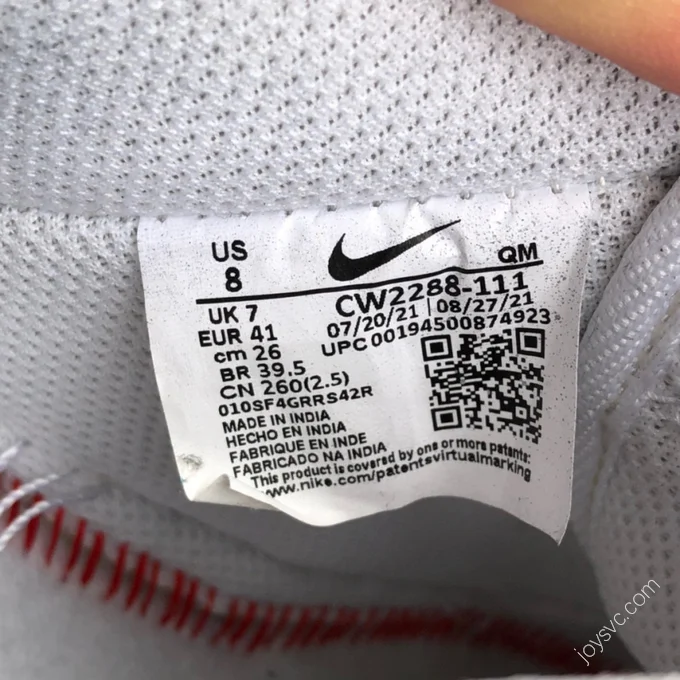 US
8
QM
UK 7
CW2288-111
EUR 41
07/20/21 | 08/27/21
cm 26
UPC 00194500874923
BR 39.5
CN 260(2.5)
010SF4GRRS42R
MADE IN INDIA
HECHO EN INDIA
FABRIQUE EN INDE
FABRICADO NA INDIA
This product is covered by one or more patents:
www.nike.com/patentsvirtualmarking
joysvc.com